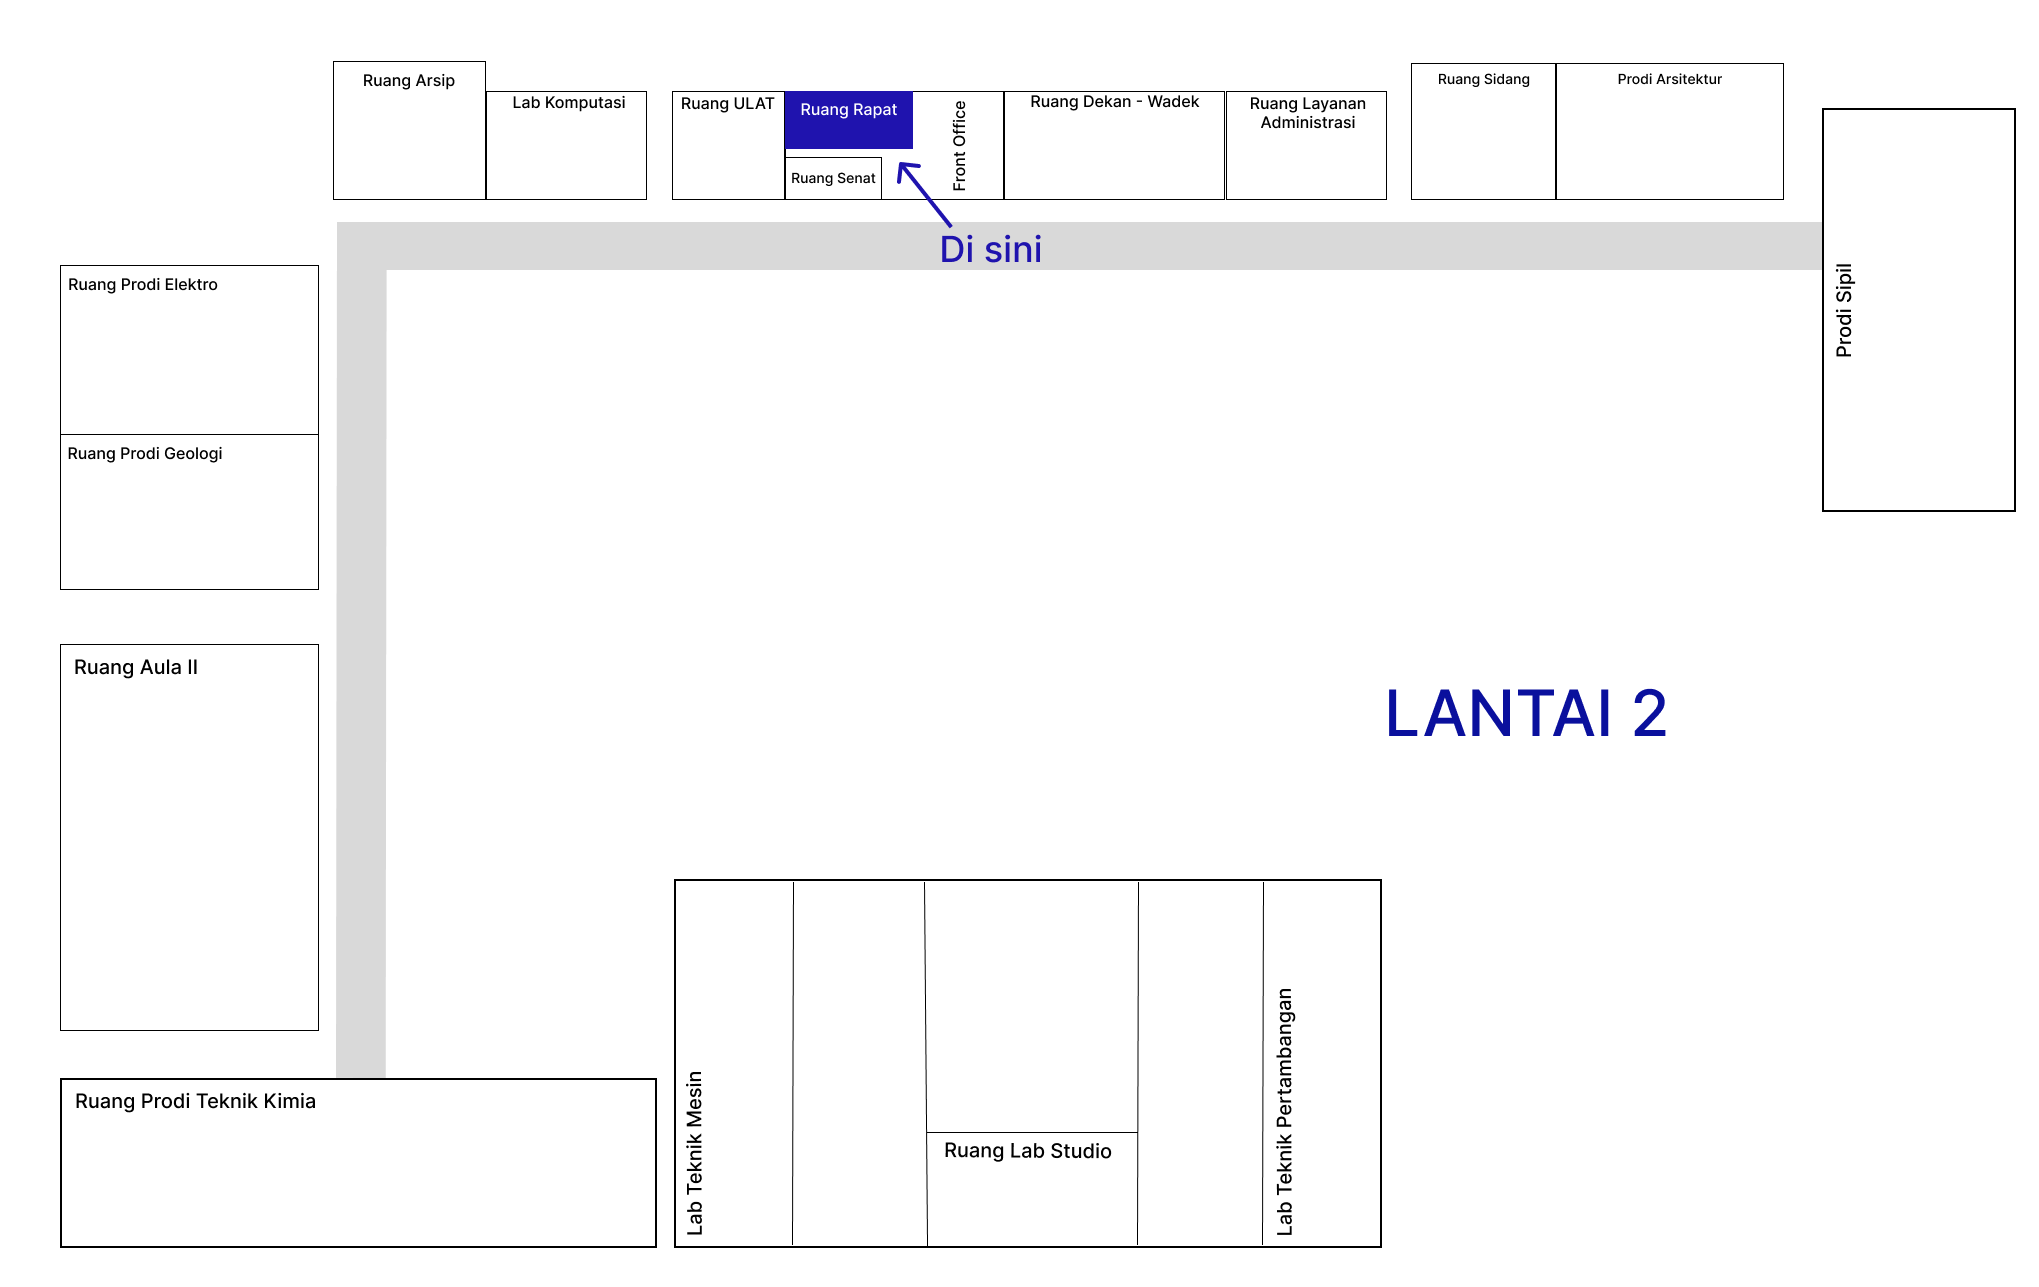 Ruang Arsip
Lab Komputasi
Ruang ULAT
Ruang Rapat
Ruang Senat
Front Office
Ruang Dekan - Wadek
Ruang Layanan
Administrasi
Ruang Sidang
Prodi Arsitektur
Di sini
Prodi Sipil
Ruang Prodi Elektro
Ruang Prodi Geologi
Ruang Aula II
LANTAI 2
Ruang Prodi Teknik Kimia
Lab Teknik Mesin
Ruang Lab Studio
Lab Teknik Pertambangan